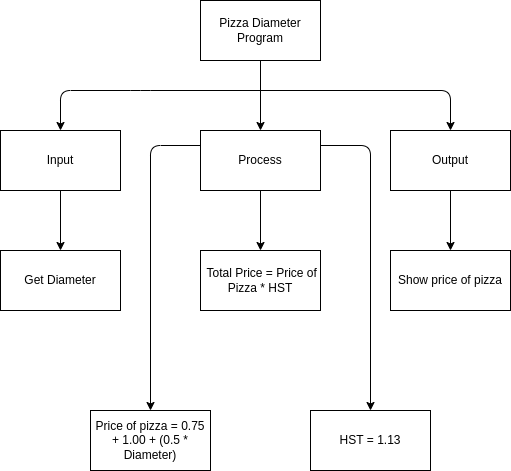 Pizza Diameter
Program
Input
Process
Output
Get Diameter
Total Price = Price of
Pizza * HST
Show price of pizza
Price of pizza = 0.75
+ 1.00 + (0.5 *
Diameter)
HST = 1.13